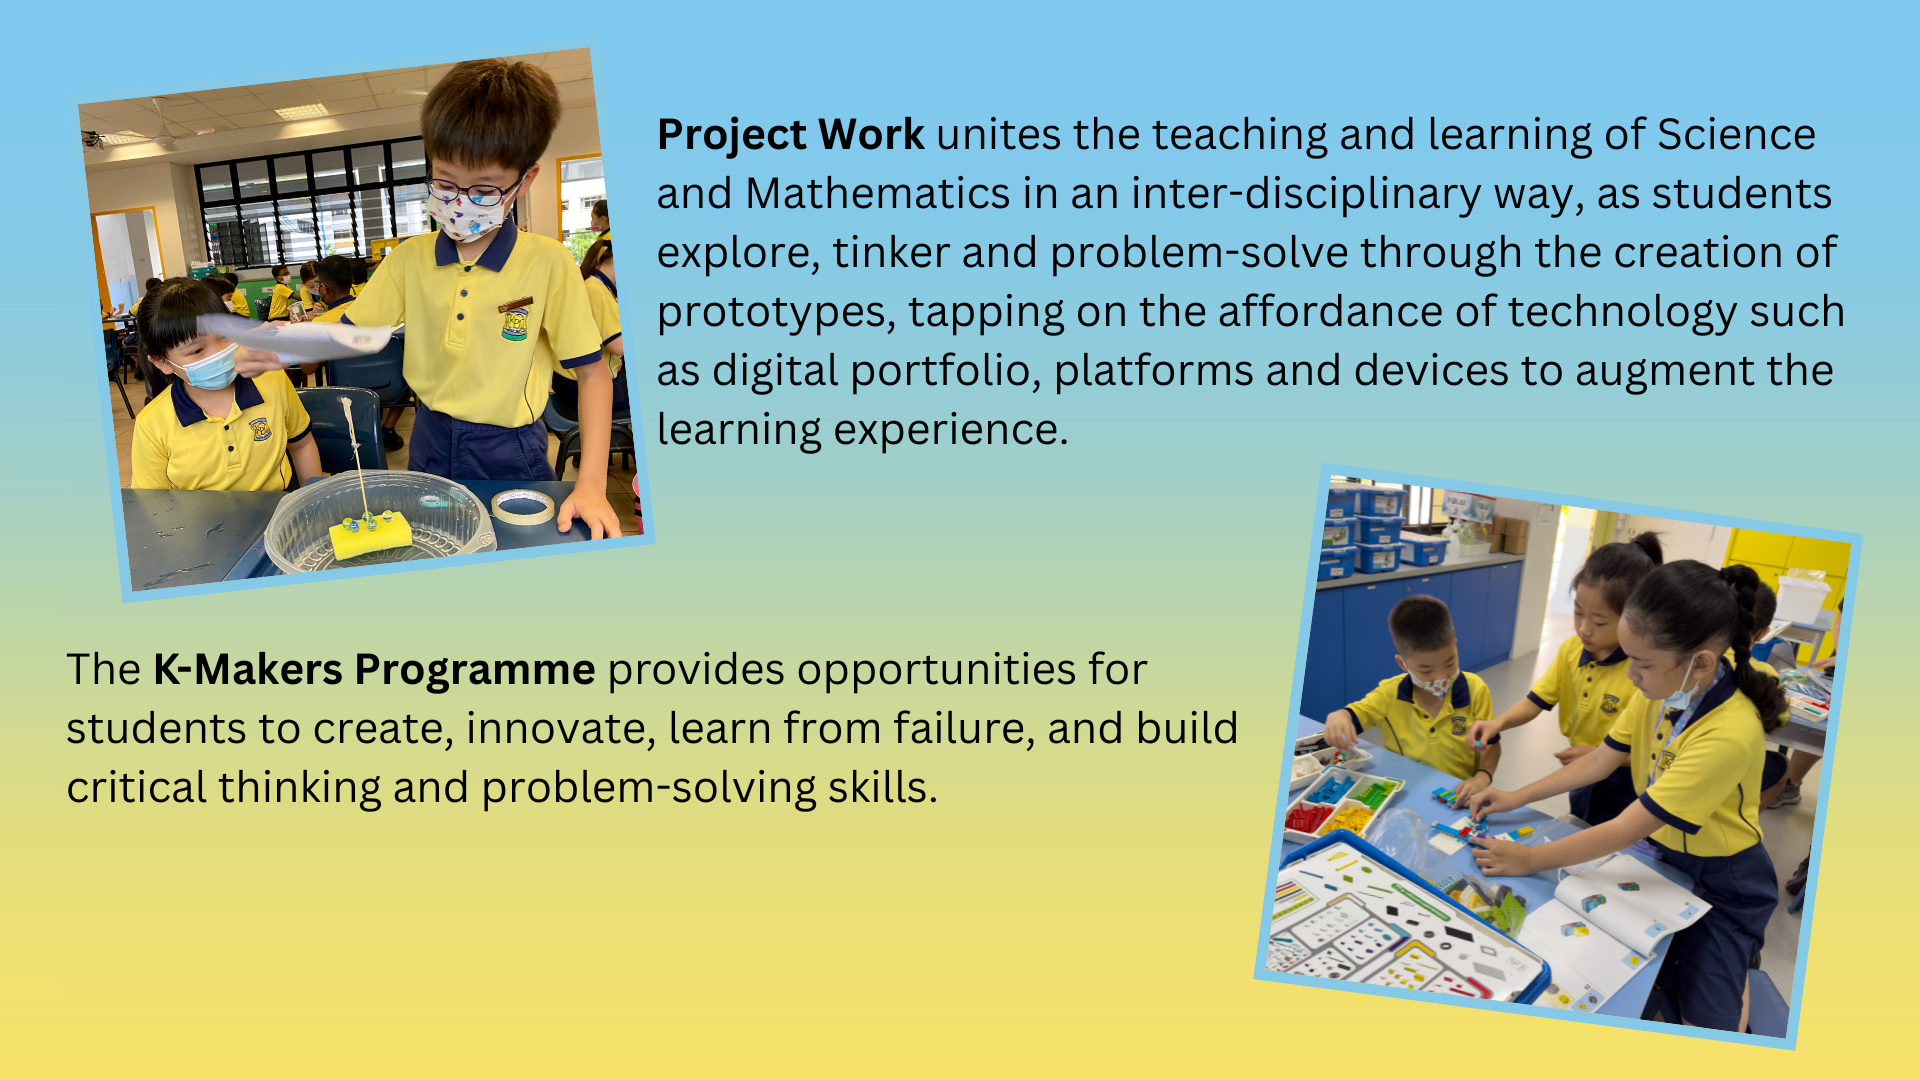 Project Work unites the teaching and learning of Science
and Mathematics in an inter-disciplinary way, as students
explore, tinker and problem-solve through the creation of
prototypes, tapping on the affordance of technology such
as digital portfolio, platforms and devices to augment the
learning experience.
The K-Makers Programme provides opportunities for
students to create, innovate, learn from failure, and build
critical thinking and problem-solving skills.